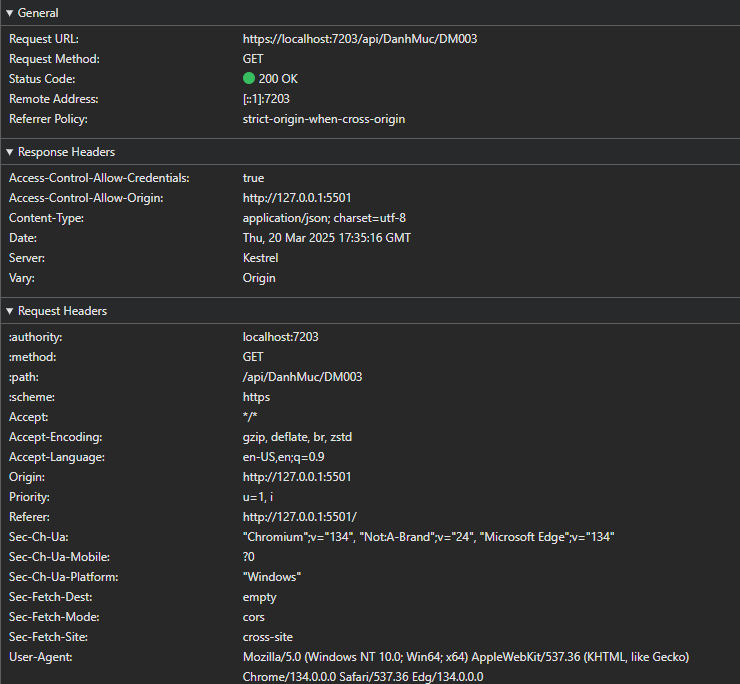 ▼ General
Request URL: https://localhost:7203/api/DanhMuc/DM003
Request Method: GET
Status Code: 200 OK
Remote Address: [::1]:7203
Referrer Policy: strict-origin-when-cross-origin
▼ Response Headers
Access-Control-Allow-Credentials: true
Access-Control-Allow-Origin: http://127.0.0.1:5501
Content-Type: application/json; charset=utf-8
Date: Thu, 20 Mar 2025 17:35:16 GMT
Server: Kestrel
Vary: Origin
▼ Request Headers
:authority: localhost:7203
:method: GET
:path: /api/DanhMuc/DM003
:scheme: https
Accept: */*
Accept-Encoding: gzip, deflate, br, zstd
Accept-Language: en-US,en;q=0.9
Origin: http://127.0.0.1:5501
Priority: u=1, i
Referer: http://127.0.0.1:5501/
Sec-Ch-Ua: "Chromium";v="134", "Not:A-Brand";v="24", "Microsoft Edge";v="134"
Sec-Ch-Ua-Mobile: ?0
Sec-Ch-Ua-Platform: "Windows"
Sec-Fetch-Dest: empty
Sec-Fetch-Mode: cors
Sec-Fetch-Site: cross-site
User-Agent: Mozilla/5.0 (Windows NT 10.0; Win64; x64) AppleWebKit/537.36 (KHTML, like Gecko)
Chrome/134.0.0.0 Safari/537.36 Edg/134.0.0.0